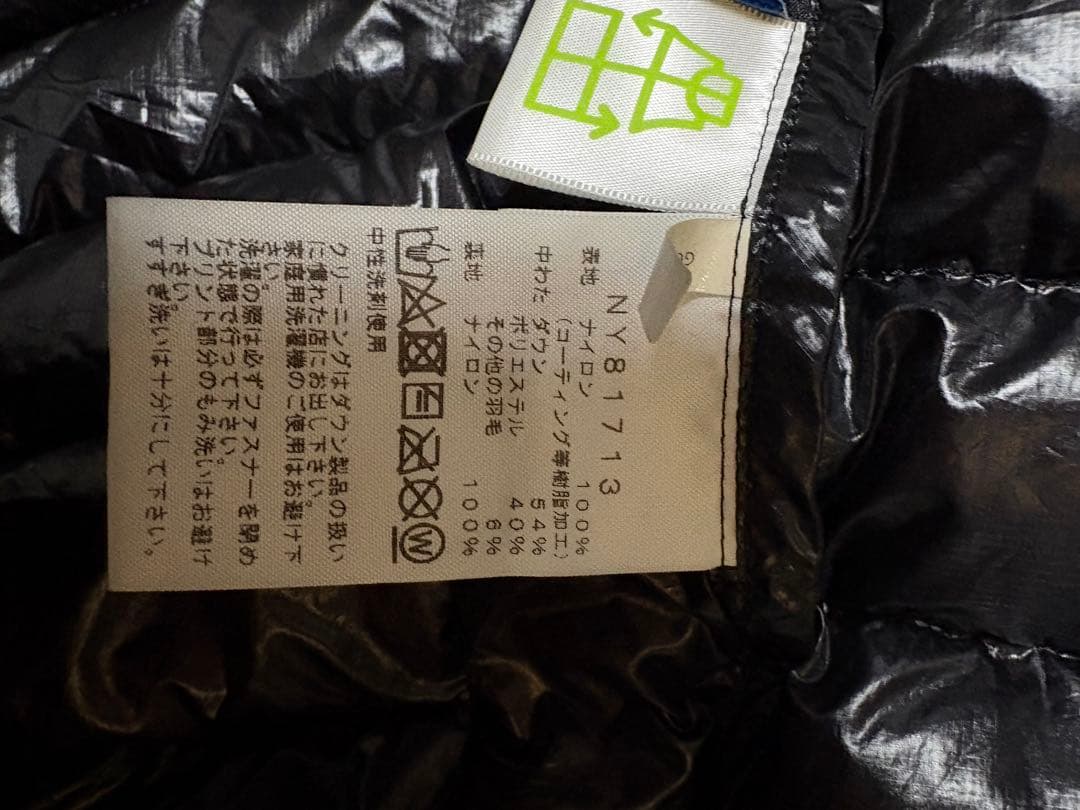 NY81713
表地 ナイロン 100%
(コーティング等樹脂加工)
中わた ダウン 54%
ポリエステル 40%
その他の羽毛 6%
裏地 ナイロン 100%
W
中性洗剤使用
クリーニングはダウン製品の扱い
に慣れた店にお出し下さい。
家庭用洗濯機のご使用はお避け下
さい。
洗濯の際は必ずファスナーを閉め
た状態で行って下さい。
プリント部分のもみ洗いはお避け
下さい。
すすぎ洗いは十分にして下さい。